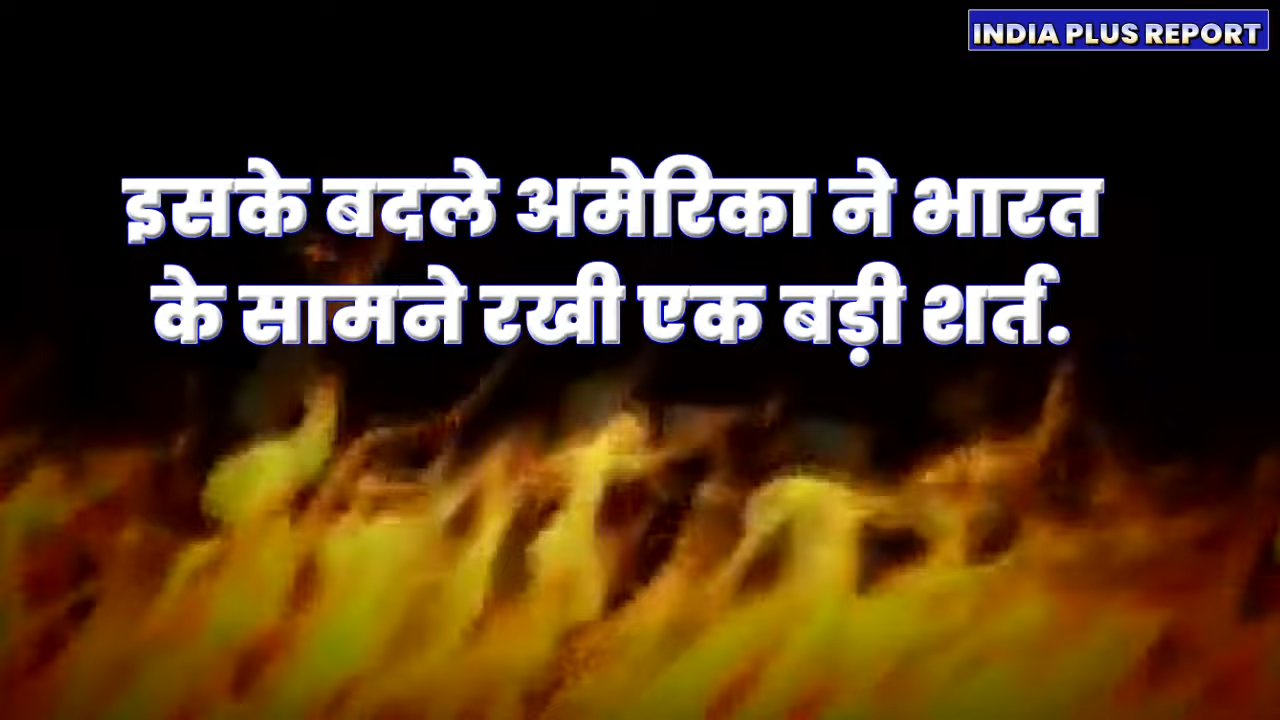 INDIA PLUS REPORT
इसके बदले अमेरिका ने भारत
के सामने रखी एक बड़ी शर्त.